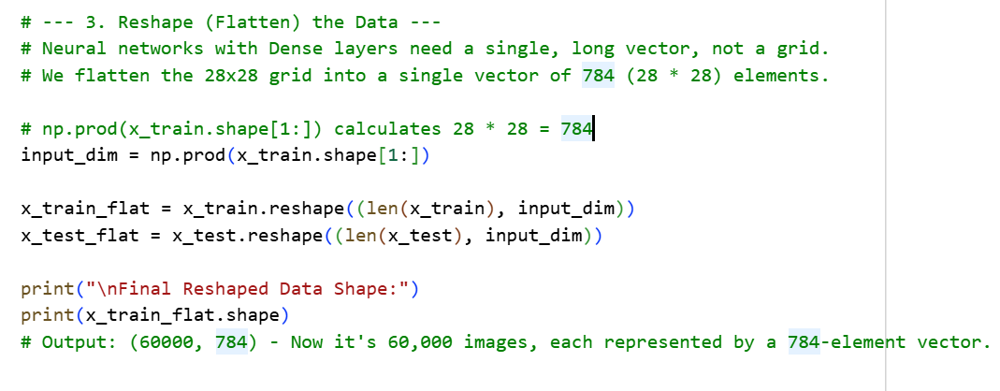 # --- 3. Reshape (Flatten) the Data ---
# Neural networks with Dense layers need a single, long vector, not a grid.
# We flatten the 28x28 grid into a single vector of 784 (28 * 28) elements.
# np.prod(x_train.shape[1:]) calculates 28 * 28 = 784
input_dim = np.prod(x_train.shape[1:])
x_train_flat = x_train.reshape((len(x_train), input_dim))
x_test_flat = x_test.reshape((len(x_test), input_dim))
print("\nFinal Reshaped Data Shape:")
print(x_train_flat.shape)
# Output: (60000, 784) - Now it's 60,000 images, each represented by a 784-element vector.